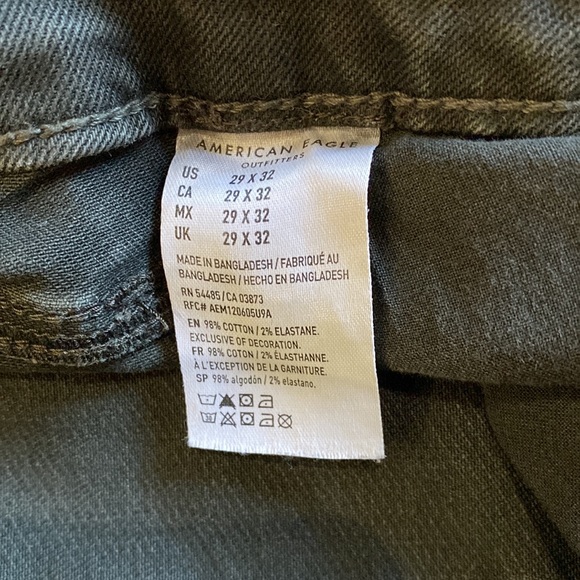 AMERICAN EAGLE
OUTFITTERS
US 29 X 32
CA 29 X 32
MX 29 X 32
UK 29 X 32
MADE IN BANGLADESH / FABRIQUÉ AU
BANGLADESH / HECHO EN BANGLADESH
RN 54485 / CA 03873
RFC# AEM120605U9A
EN 98% COTTON / 2% ELASTANE.
EXCLUSIVE OF DECORATION.
FR 98% COTON / 2% ÉLASTHANNE.
À L'EXCEPTION DE LA GARNITURE.
SP 98% algodón / 2% elastano.